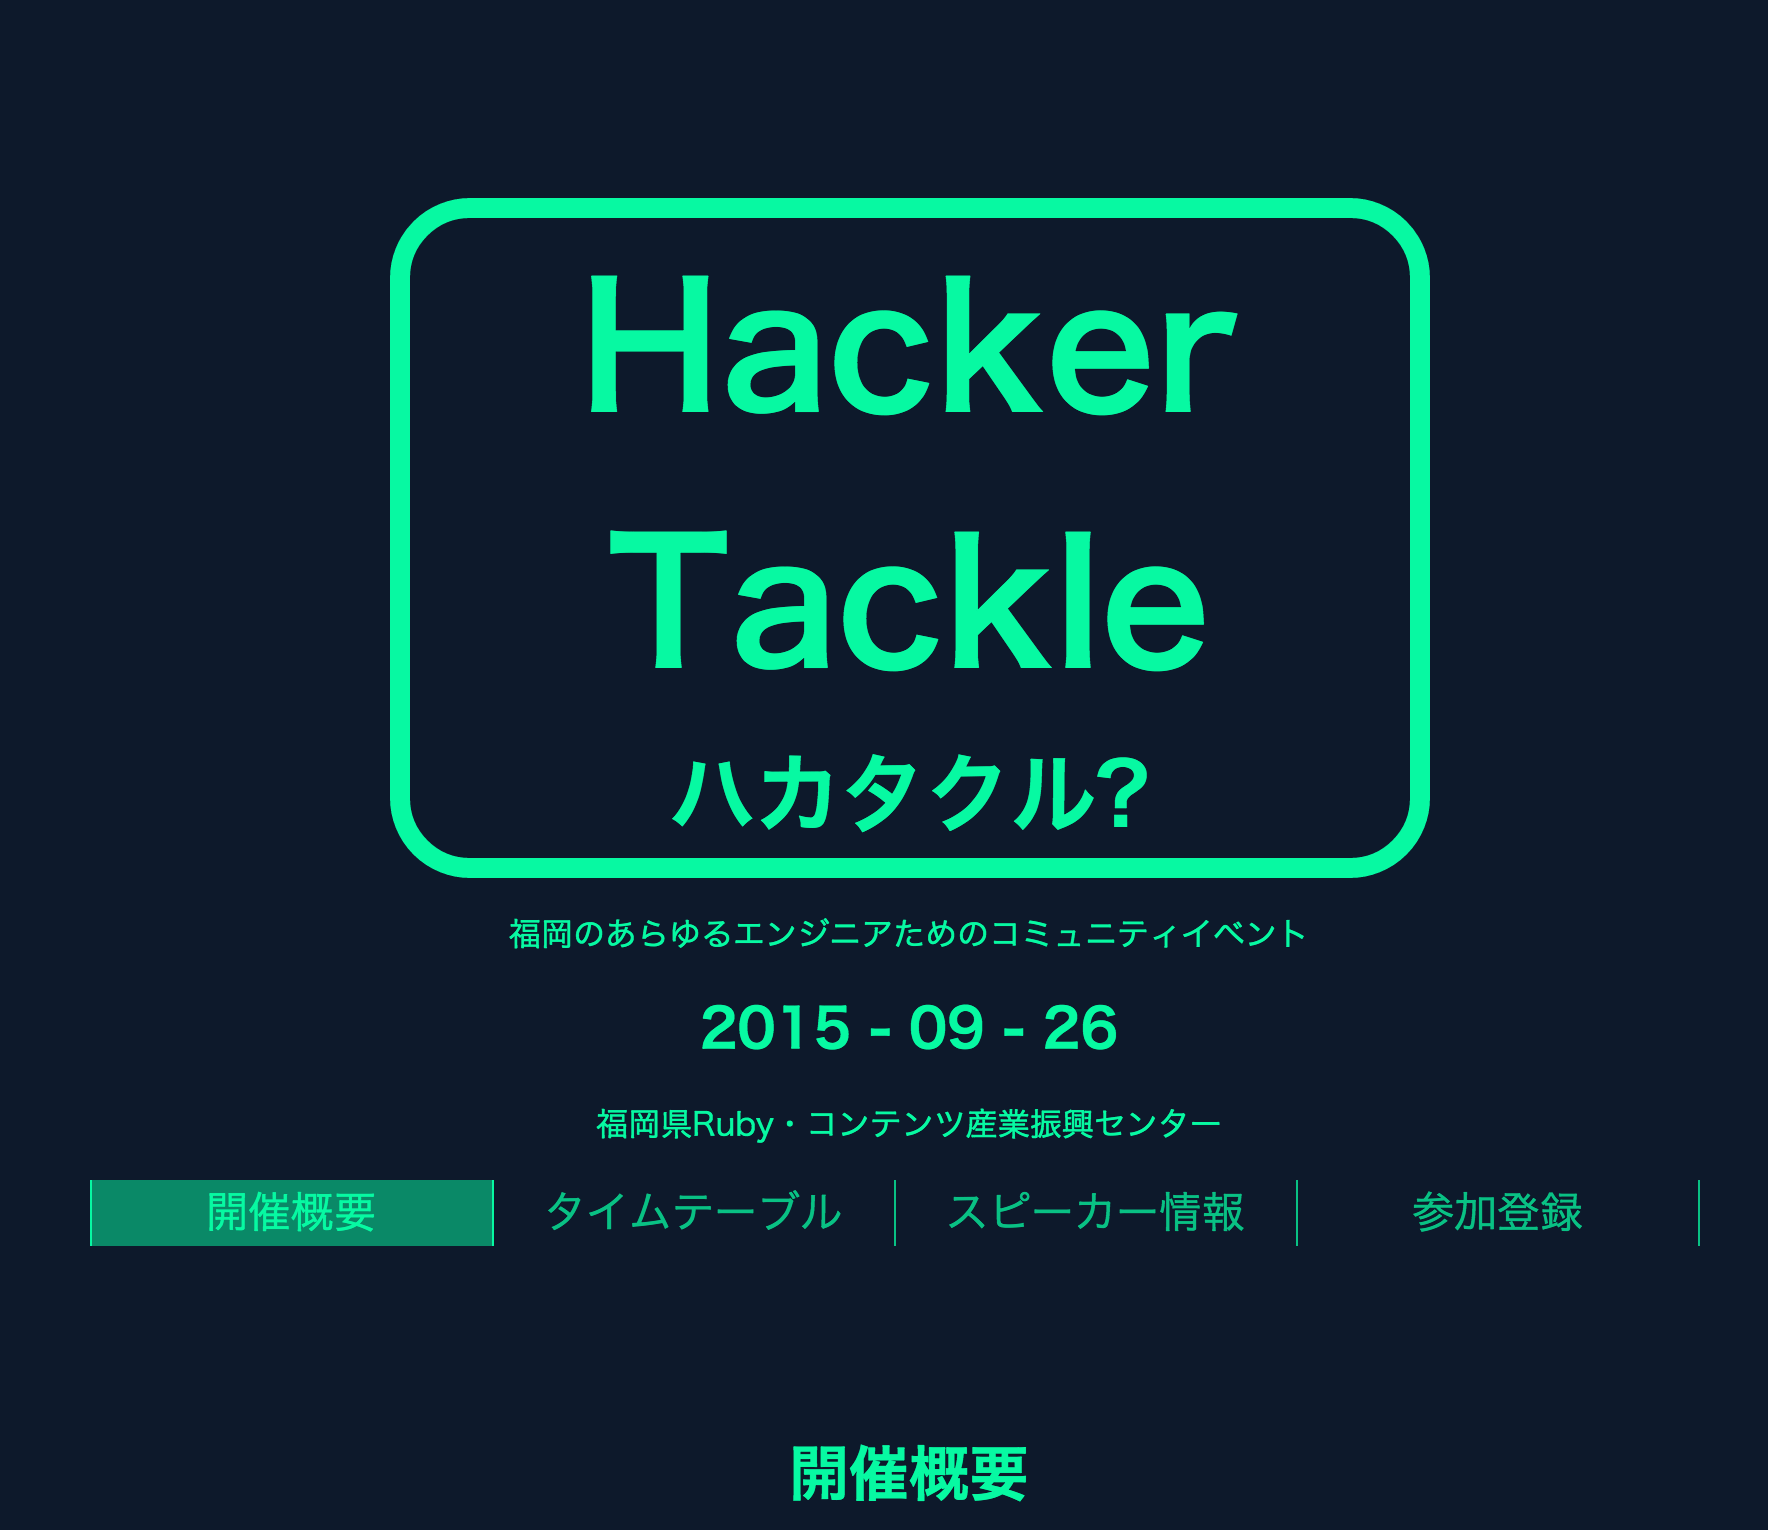 Hacker
Tackle
ハカタクル?
福岡のあらゆるエンジニアためのコミュニティイベント
2015 - 09 - 26
福岡県Ruby・コンテンツ産業振興センター
開催概要 タイムテーブル スピーカー情報 参加登録
開催概要